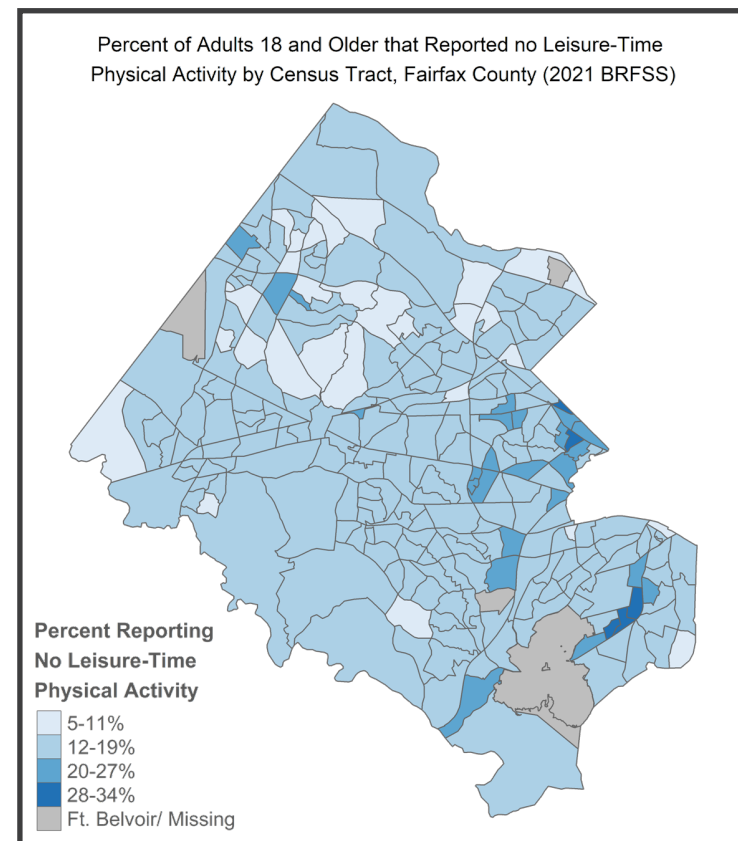 Percent of Adults 18 and Older that Reported no Leisure-Time
Physical Activity by Census Tract, Fairfax County (2021 BRFSS)
Percent Reporting
No Leisure-Time
Physical Activity
5-11%
12-19%
20-27%
28-34%
Ft. Belvoir/ Missing